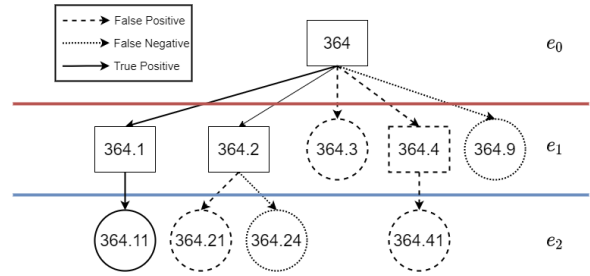 False Positive
False Negative
True Positive
364
e0
364.1
364.2
364.3
364.4
364.9
e1
364.11
364.21
364.24
364.41
e2